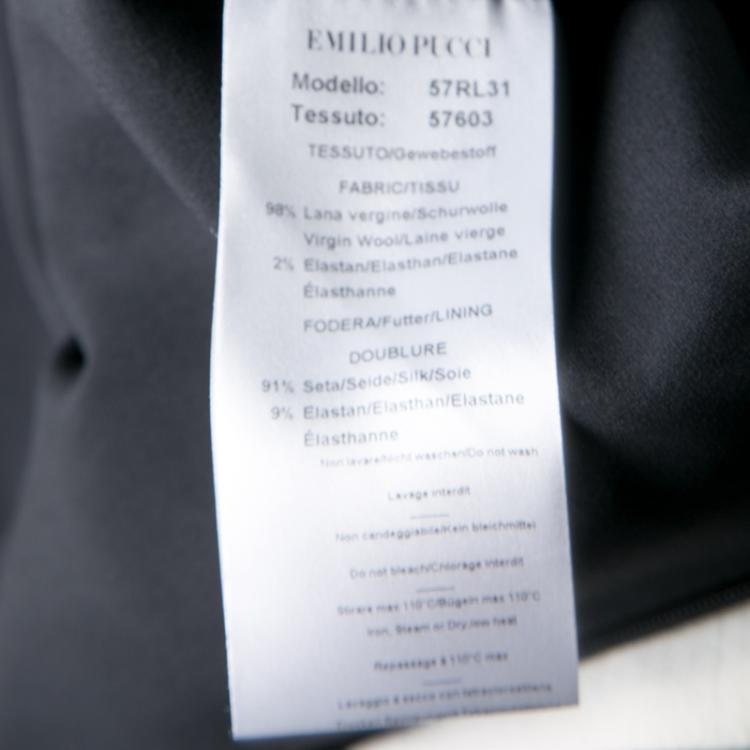 EMILIO PUCCI
Modello: 57RL31
Tessuto: 57603
TESSUTO/Gewebestoff
FABRIC/TISSU
98% Lana vergine/Schurwolle
Virgin Wool/Laine vierge
2% Elastan/Elasthan/Elastane
Élasthanne
FODERA/Futter/LINING
DOUBLURE
91% Seta/Seide/Silk/Soie
9% Elastan/Elasthan/Elastane
Élasthanne
Non lavare/Nicht waschen/Do not wash
Lavage interdit
Non candeggiabile/Kein bleichmittel
Do not bleach/Chlorage interdit
Stirare max 110°C/Bügeln max 110°C
Iron, Steam or Dry, low heat
Repassage à 110°C max
Lavaggio a secco con